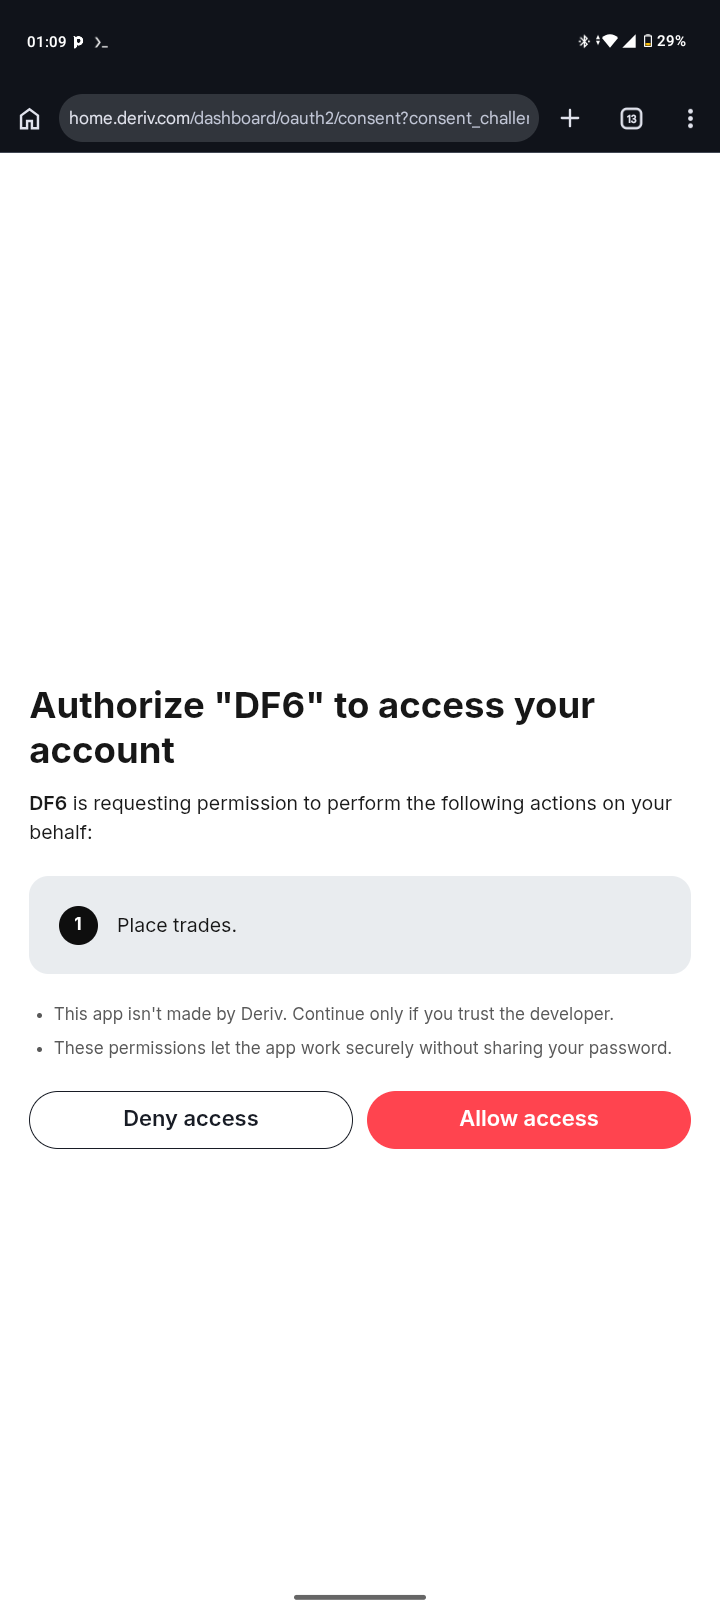 01:09
29%
home.deriv.com/dashboard/oauth2/consent?consent_challer
13
Authorize "DF6" to access your
account
DF6 is requesting permission to perform the following actions on your
behalf:
1 Place trades.
• This app isn't made by Deriv. Continue only if you trust the developer.
• These permissions let the app work securely without sharing your password.
Deny access
Allow access